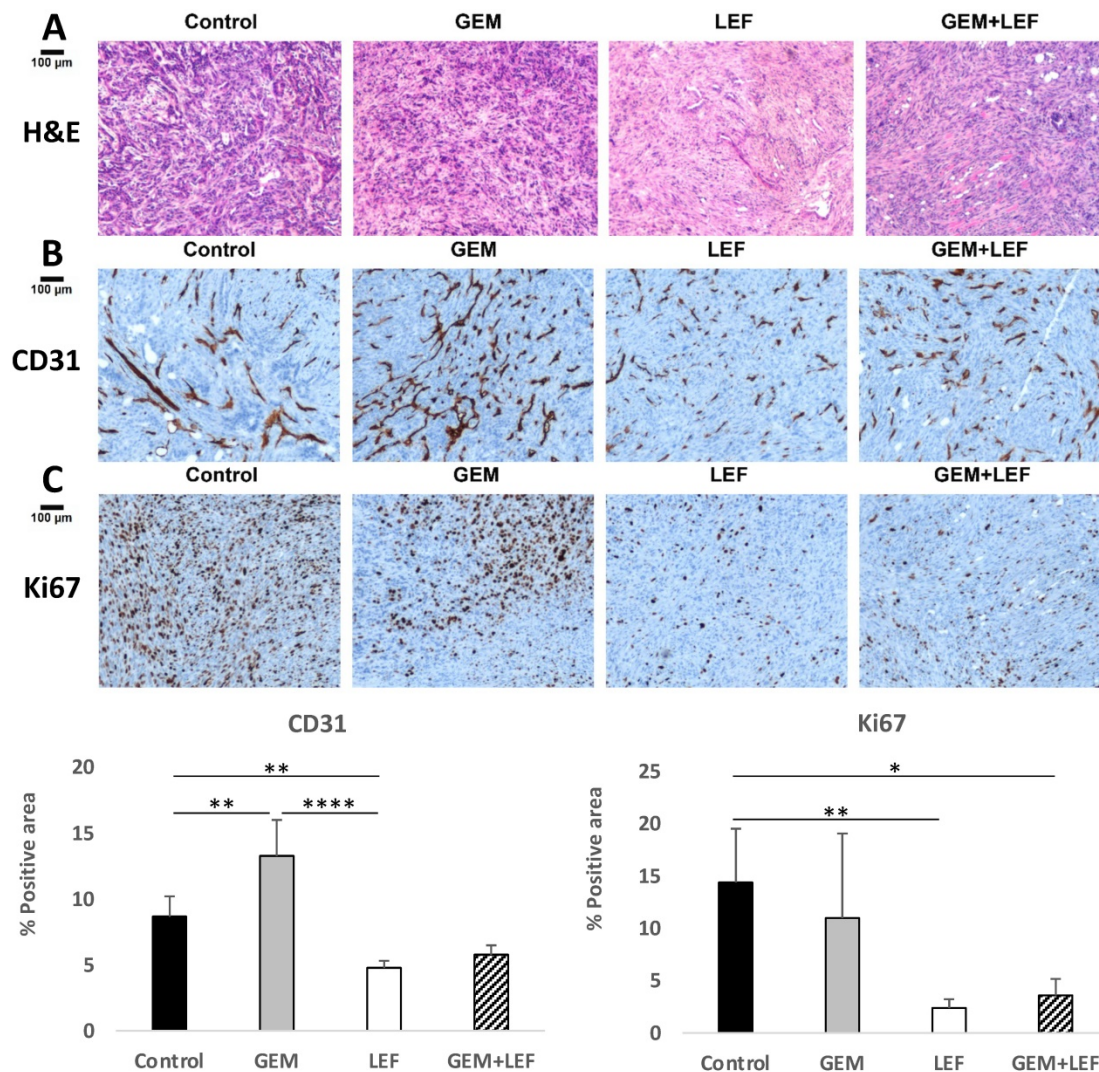 A Control GEM LEF GEM+LEF
100 µm
H&E
B Control GEM LEF GEM+LEF
100 µm
CD31
C Control GEM LEF GEM+LEF
100 µm
Ki67
CD31
% Positive area
20
15
10
5
0
**
** ****
Control GEM LEF GEM+LEF
Ki67
% Positive area
25
20
15
10
5
0
*
**
Control GEM LEF GEM+LEF